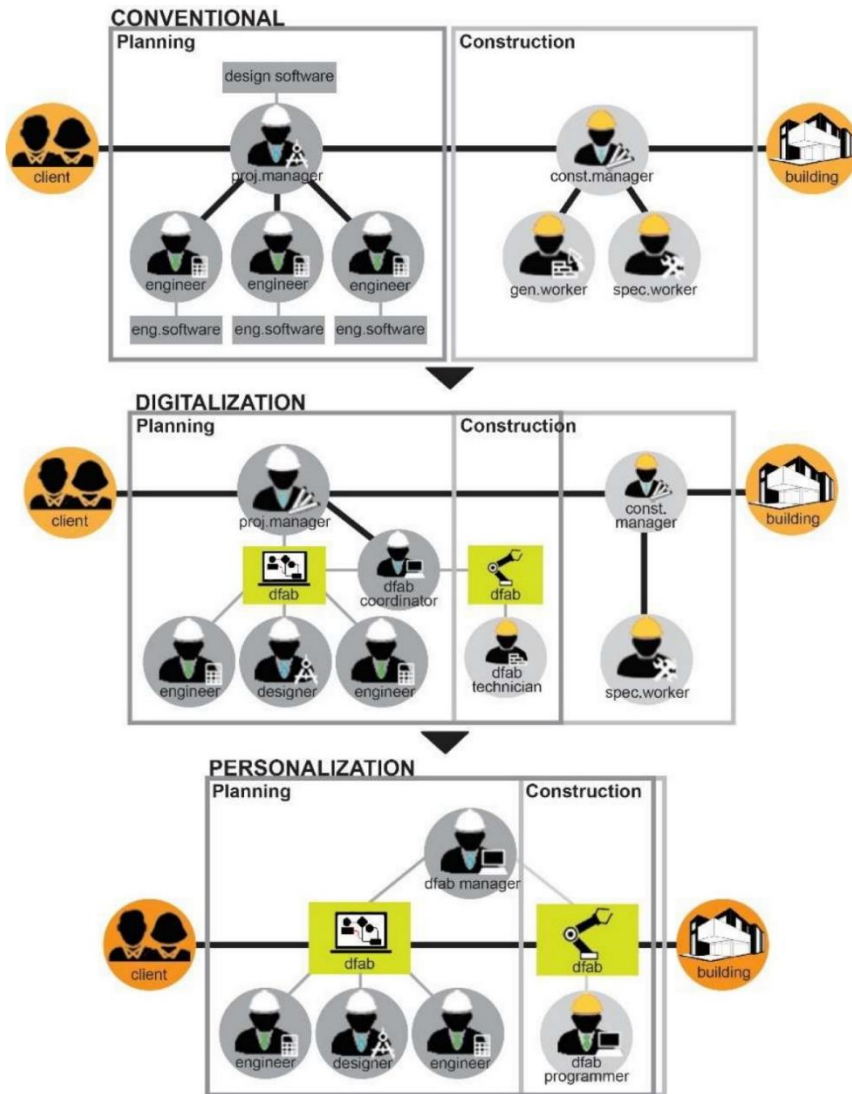 CONVENTIONAL
Planning
Construction
design software
client
proj.manager
const.manager
building
engineer
engineer
engineer
gen.worker
spec.worker
eng.software
eng.software
eng.software
DIGITALIZATION
Planning
Construction
client
proj.manager
const.
manager
building
dfab
dfab
coordinator
dfab
engineer
designer
engineer
dfab
technician
spec.worker
PERSONALIZATION
Planning
Construction
dfab manager
client
dfab
dfab
building
engineer
designer
engineer
dfab
programmer